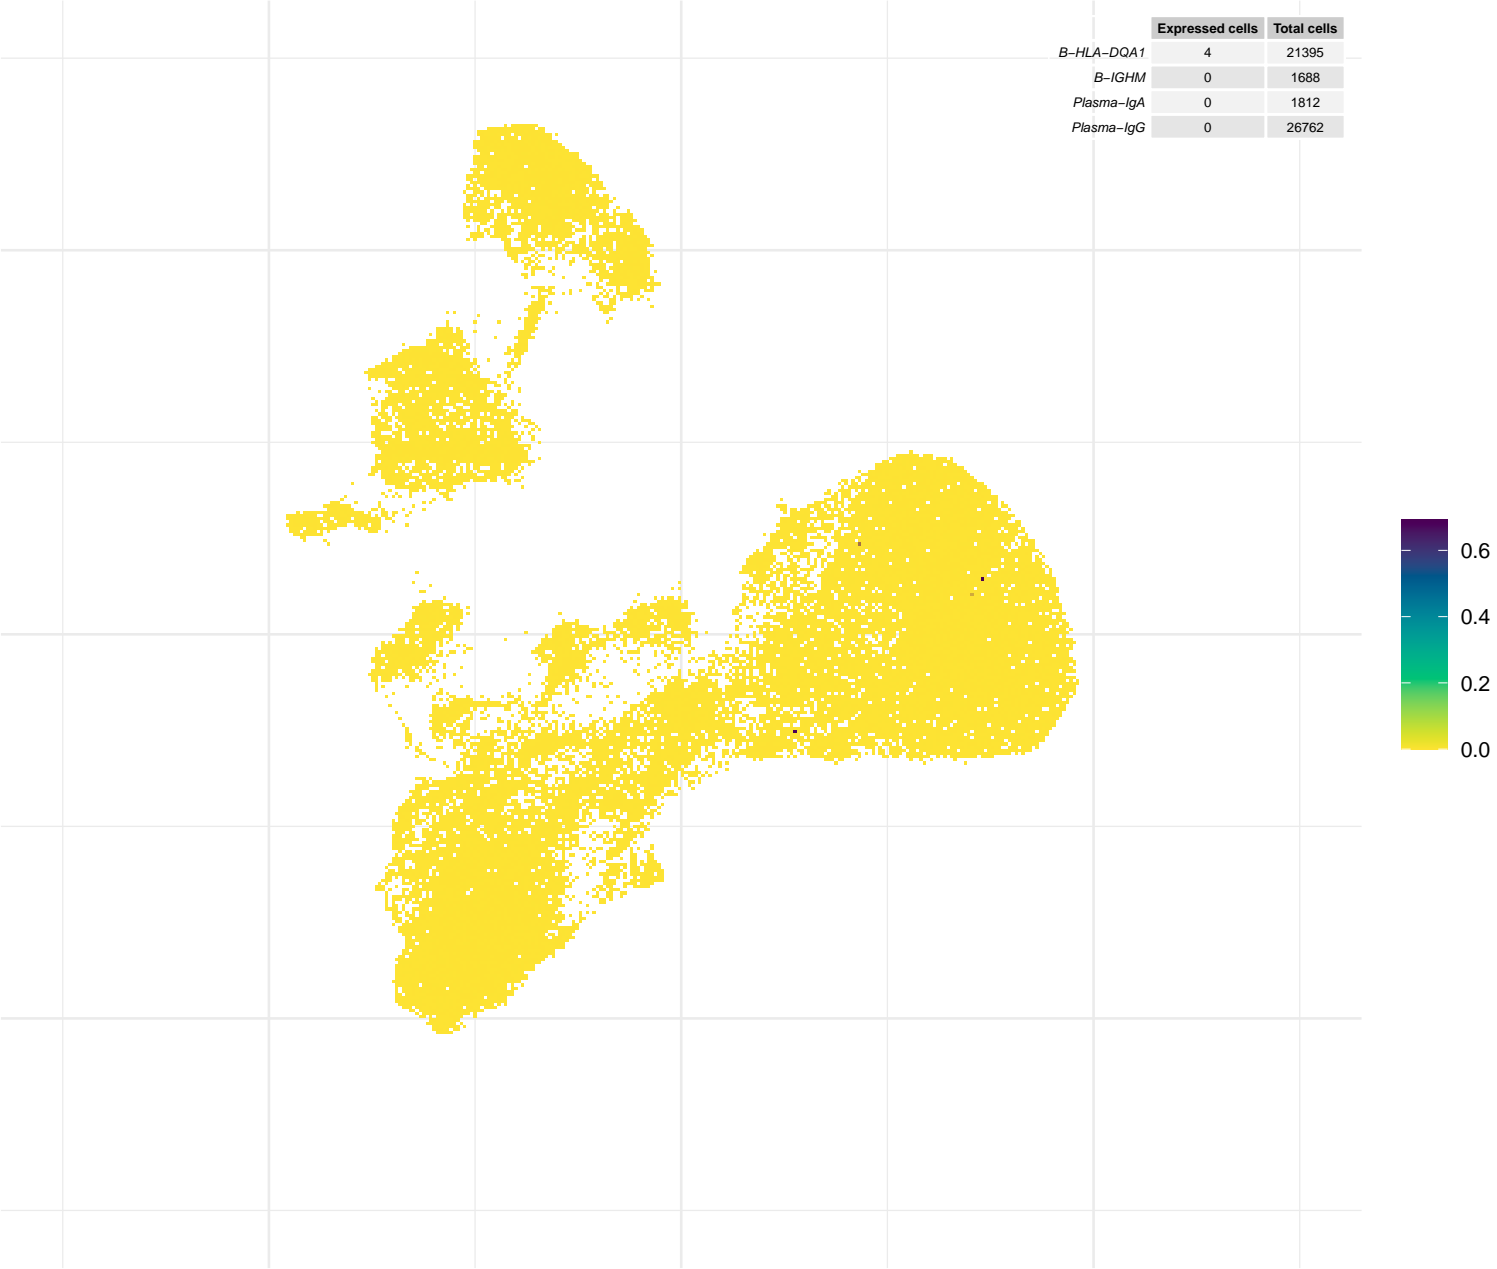 Expressed cells Total cells
B−HLA−DQA1 4 21395
B−IGHM 0 1688
Plasma−IgA 0 1812
Plasma−IgG 0 26762
0.6
0.4
0.2
0.0